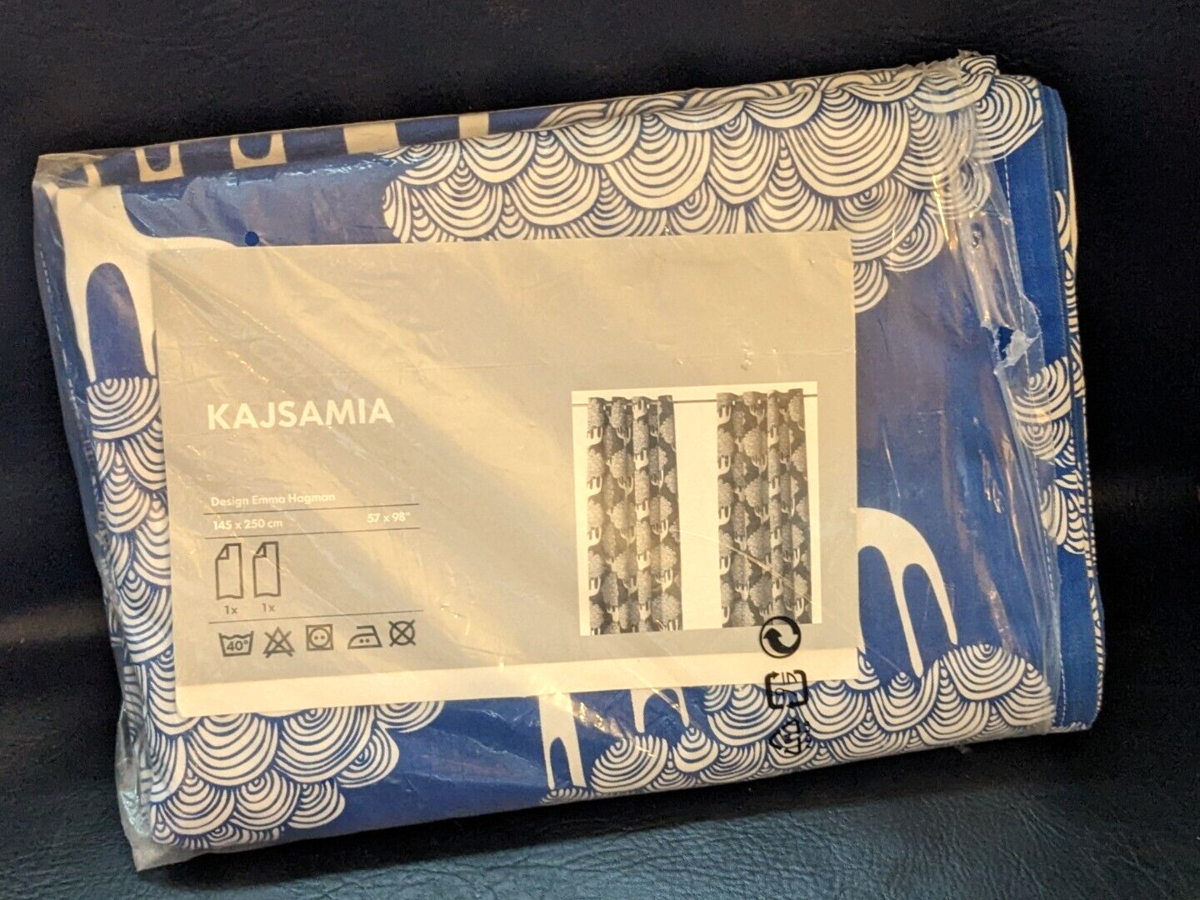 KAJSAMIA
Design Emma Hagman
145 x 250 cm 57 x 98"
1x 1x
40°